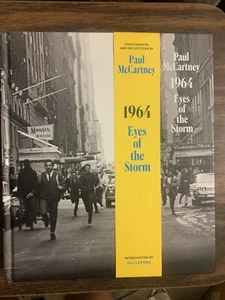 PHOTOGRAPHS
AND REFLECTIONS BY
Paul
McCartney
1964
Eyes
of the
Storm
INTRODUCTION BY
JILL LEPORE
Paul
McCartney
1964
Eyes
of the
Storm